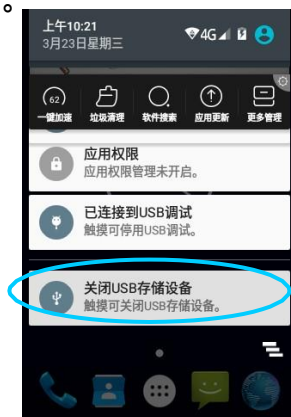 。
上午10:21
3月23日星期三
4G
62
一键加速 垃圾清理 软件搜索 应用更新 更多管理
应用权限
应用权限管理未开启。
已连接到USB调试
触摸可停用USB调试。
关闭USB存储设备
触摸可关闭USB存储设备。